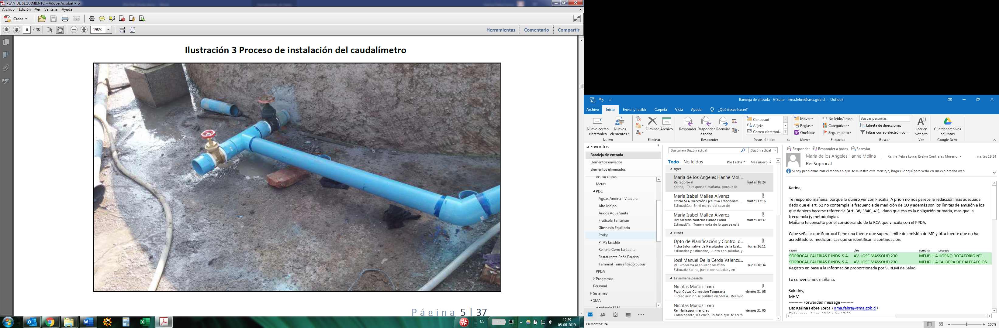 PLAN DE SEGUIMIENTO - Adobe Acrobat Pro
Archivo Edición Ver Ventana Ayuda
Crear
6 / 38 198% Herramientas Comentario Compartir
Ilustración 3 Proceso de instalación del caudalímetro
Página 5 | 37
ES
12:39
05-06-2019
Bandeja de entrada - G Suite - irma.febre@sma.gob.cl - Outlook
Archivo Inicio Enviar y recibir Carpeta Vista Ayuda ¿Qué desea hacer?
Nuevo correo electrónico
Nuevos elementos
Nuevo
Eliminar Archivo
Eliminar
Responder
Responder a todos
Reenviar
Responder
Cencosud
Al jefe
Correo electróni...
Pasos rápidos
Mover
Reglas
OneNote
Mover
No leído/Leído
Categorizar
Seguimiento
Etiquetas
Buscar personas
Libreta de direcciones
Filtrar correo electrónico
Buscar
Leer en voz alta
Voz
Guardar archivos adjuntos
Google Drive
Favoritos
Bandeja de entrada
Elementos enviados
Elementos eliminados
Instrucciones
Metas
PDC
Aguas Andina - Vitacura
Alto Maipo
Áridos Agua Santa
Frutícola Tantehue
Gimnasio Equilibrio
Porky
PTAS La Islita
Relleno Cerro La Leona
Restaurante Peña Paraíso
Terminal Transantiago Subus
PPDA
Programas
Personal
Sistemas
SMA
Academia SMA
Buscar en Buzón actual Buzón actual
Todo No leídos Por Fecha Más nuevo
Ayer
Maria de los Angeles Hanne Moli...
Re: Soprocal martes 18:24
Karina, Te respondo mañana, porque lo
Maria Isabel Mallea Alvarez
Oficio SEA Dirección Ejecutiva Fraccionami... martes 17:16
Estimad@s: En el marco del caso de
Maria Isabel Mallea Alvarez
RV: Medida cautelar Fundo Panul martes 16:37
Estimad@s: Tomen nota de lo que se está
Lunes
Dpto de Planificación y Control d...
Ficha Informativa de Resultados de la Eval... lunes 16:11
Estimadas y Estimados, Junto con saludar, y
José Manuel De la Cerda Valenzu...
RE: Problema al anular Cometido lunes 10:34
Estimada Karina, junto con saludar y en
La semana pasada
Nicolas Muñoz Toro
Fwd: Cosas Corrección Temprana viernes 31-05
El caso aun no se publica en SNIFA. Reenvío
Nicolas Muñoz Toro
Re: Hallazgos menores viernes 31-05
Como aporte, les envío un caso que se cerró
Responder Responder a todos Reenviar
Maria de los Angeles Hanne Molina Karina Febre Lorca; Evelyn Contreras Moreno martes 18:24
Re: Soprocal
Si hay problemas con el modo en que se muestra este mensaje, haga clic aquí para verlo en un explorador web.
Karina,
Te respondo mañana, porque lo quiero ver con Fiscalía. A priori no nos parece la redacción más adecuada
dado que el art. 52 no contempla la frecuencia de medición de CO y además son los límites de emisión a los
que debiera hacerse referencia (Art. 36, 3840, 41), dado que esa es la obligación primaria, mas que la
frecuencia (y metodología).
Mañana te consulto por el considerando de la RCA que vincula con el PPDA.
Cabe señalar que Soprocal tiene una fuente que supera límite de emisión de MP y otra fuente que no ha
acreditado su medición. Las que se identifican a continuación:
razon dire comuna proceso
SOPROCAL CALERIAS E INDS. S.A. AV. JOSE MASSOUD 230 MELIPILLA HORNO ROTATORIO N°1
SOPROCAL CALERIAS E INDS. S.A. AV. JOSE MASSOUD 230 MELIPILLA CALDERA DE CALEFACCION
Registro en base a la información proporcionada por SEREMI de Salud.
Lo conversamos mañana,
Saludos,
MHM
---------- Forwarded message ---------
De: Karina Febre Lorca <irma.febre@sma.gob.cl>
Elementos: 24 100%